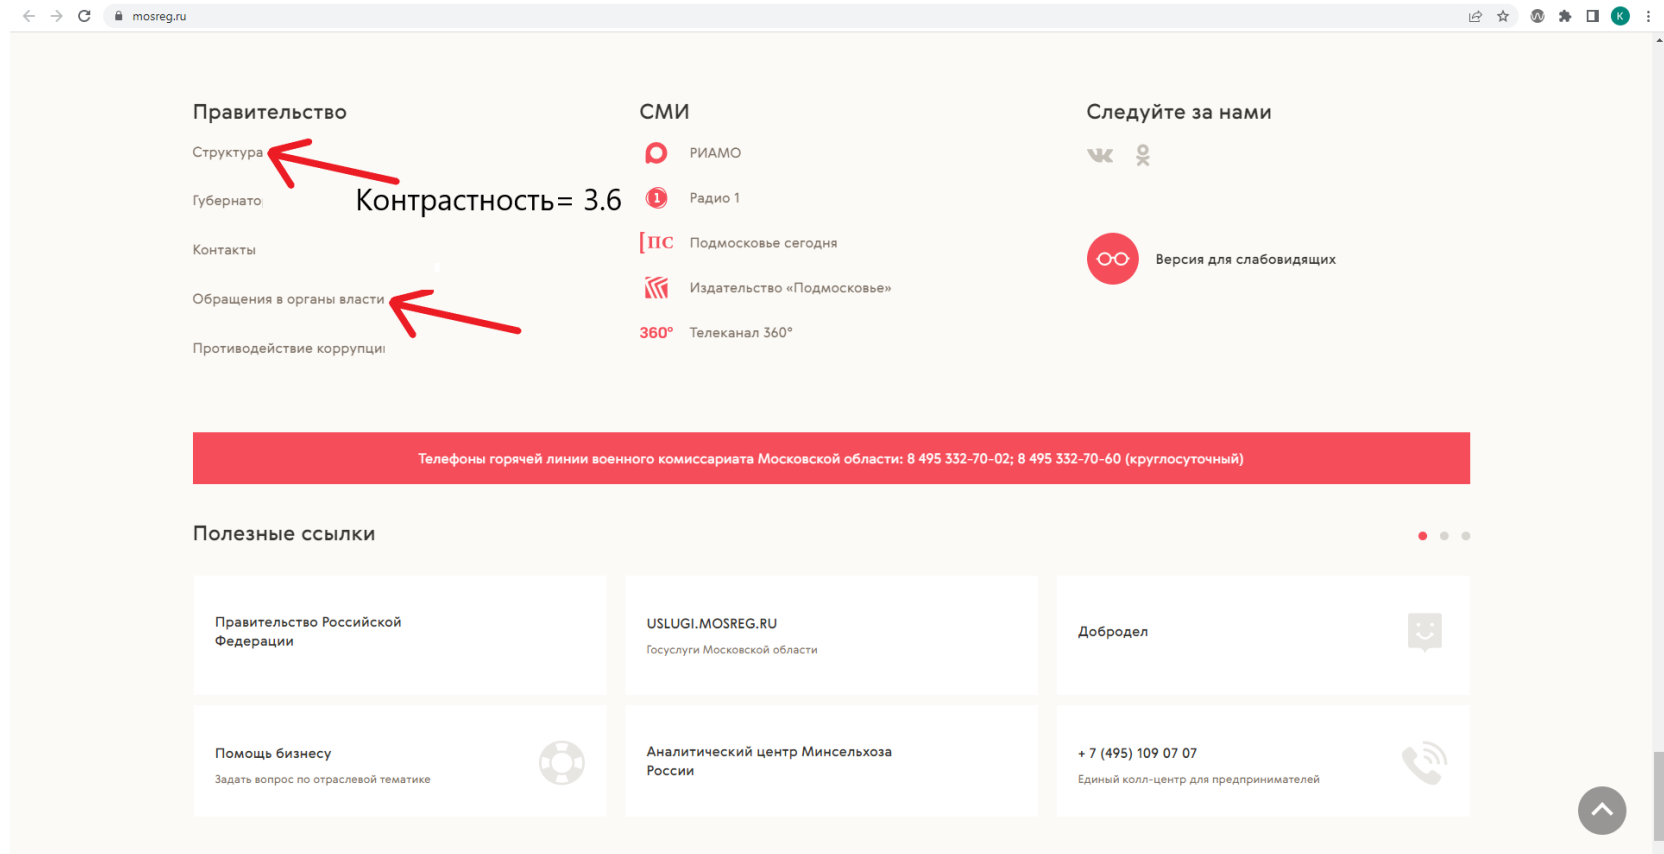 mosreg.ru
K
Правительство
Структура
Губернато
Контакты
Обращения в органы власти
Противодействие коррупци
Контрастность= 3.6
СМИ
РИАМО
1 Радио 1
[ПС Подмосковье сегодня
Издательство «Подмосковье»
360° Телеканал 360°
Следуйте за нами
Версия для слабовидящих
Телефоны горячей линии военного комиссариата Московской области: 8 495 332-70-02; 8 495 332-70-60 (круглосуточный)
Полезные ссылки
Правительство Российской
Федерации
USLUGI.MOSREG.RU
Госуслуги Московской области
Добродел
Помощь бизнесу
Задать вопрос по отраслевой тематике
Аналитический центр Минсельхоза
России
+ 7 (495) 109 07 07
Единый колл-центр для предпринимателей